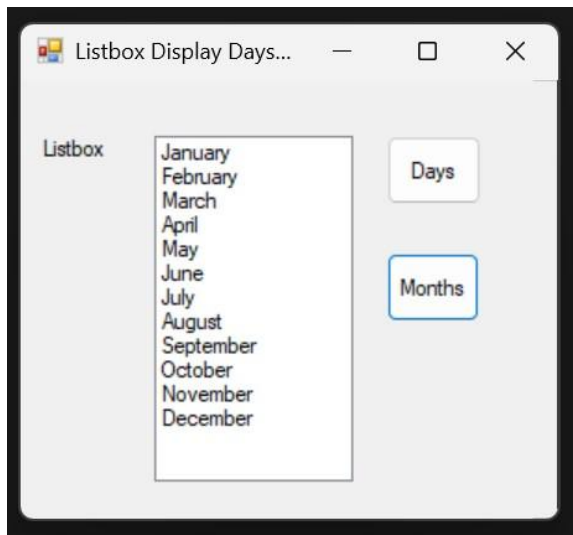 Listbox Display Days...
Listbox
January
February
March
April
May
June
July
August
September
October
November
December
Days
Months